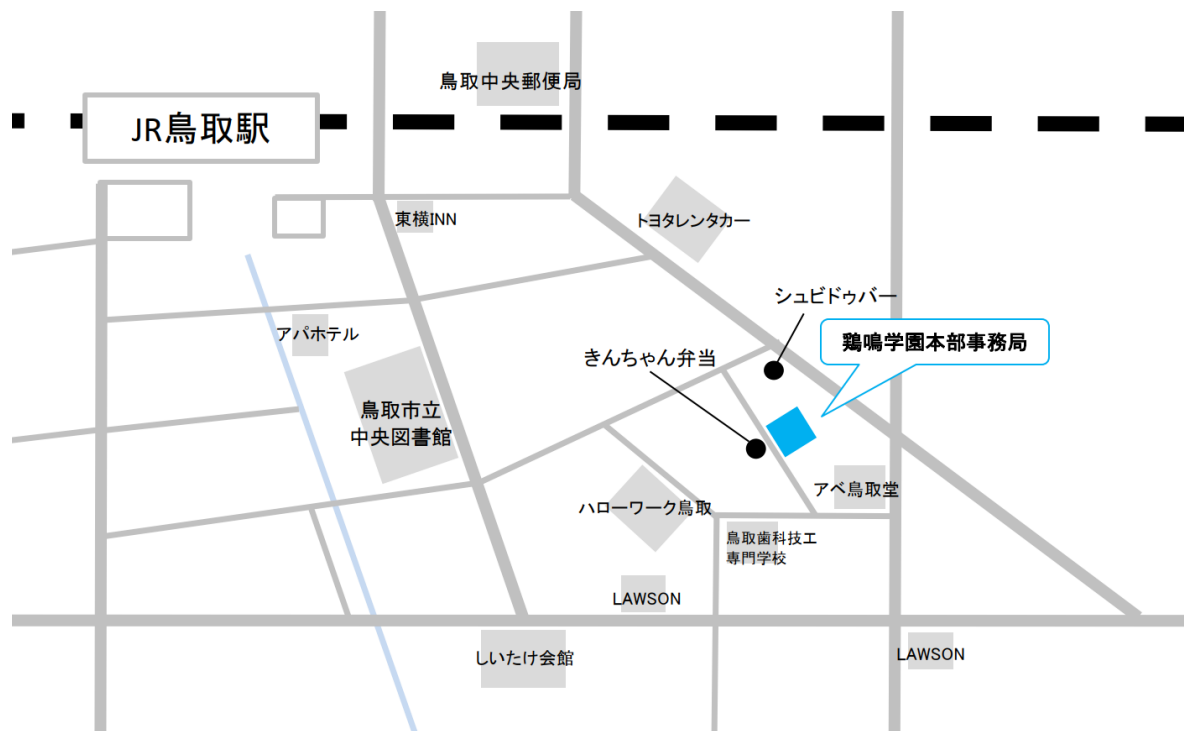 鳥取中央郵便局
JR鳥取駅
東横INN
トヨタレンタカー
シュビドゥバー
アパホテル
鶏鳴学園本部事務局
きんちゃん弁当
鳥取市立
中央図書館
アベ鳥取堂
ハローワーク鳥取
鳥取歯科技工
専門学校
LAWSON
しいたけ会館
LAWSON